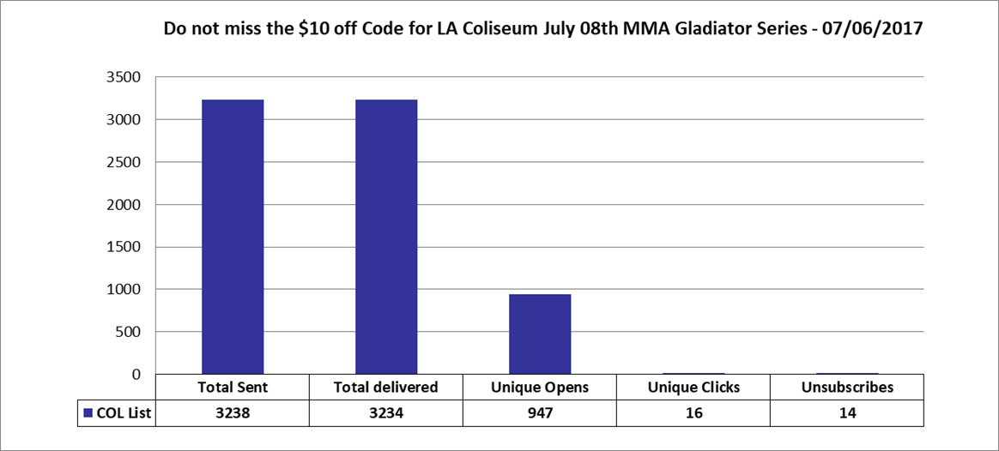 Do not miss the $10 off Code for LA Coliseum July 08th MMA Gladiator Series - 07/06/2017
3500
3000
2500
2000
1500
1000
500
0
Total Sent Total delivered Unique Opens Unique Clicks Unsubscribes
COL List 3238 3234 947 16 14